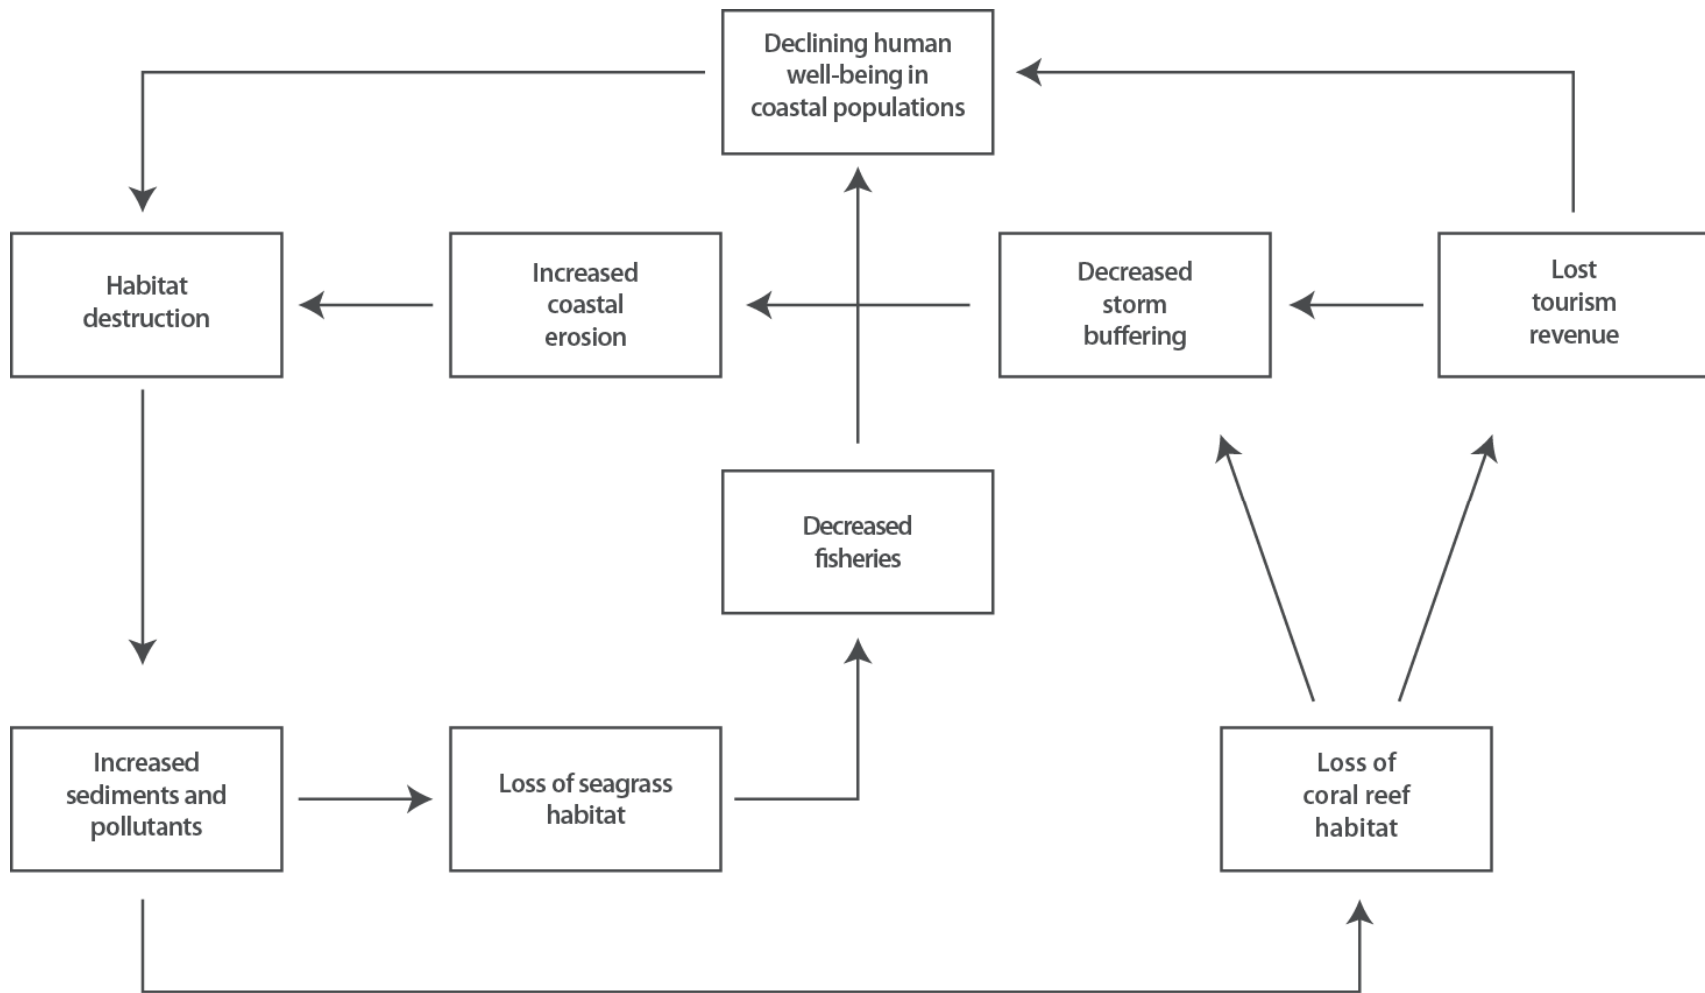 Declining human
well-being in
coastal populations
Habitat
destruction
Increased
coastal
erosion
Decreased
storm
buffering
Lost
tourism
revenue
Decreased
fisheries
Increased
sediments and
pollutants
Loss of seagrass
habitat
Loss of
coral reef
habitat